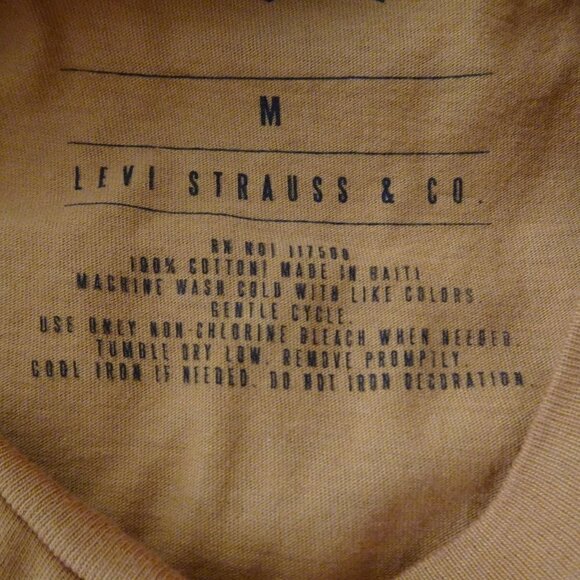 M
LEVI STRAUSS & CO.
RN NO: 117500
100% COTTON| MADE IN HAITI
MACHINE WASH COLD WITH LIKE COLORS.
GENTLE CYCLE.
USE ONLY NON-CHLORINE BLEACH WHEN NEEDED.
TUMBLE DRY LOW. REMOVE PROMPTLY.
COOL IRON IF NEEDED. DO NOT IRON DECORATION.